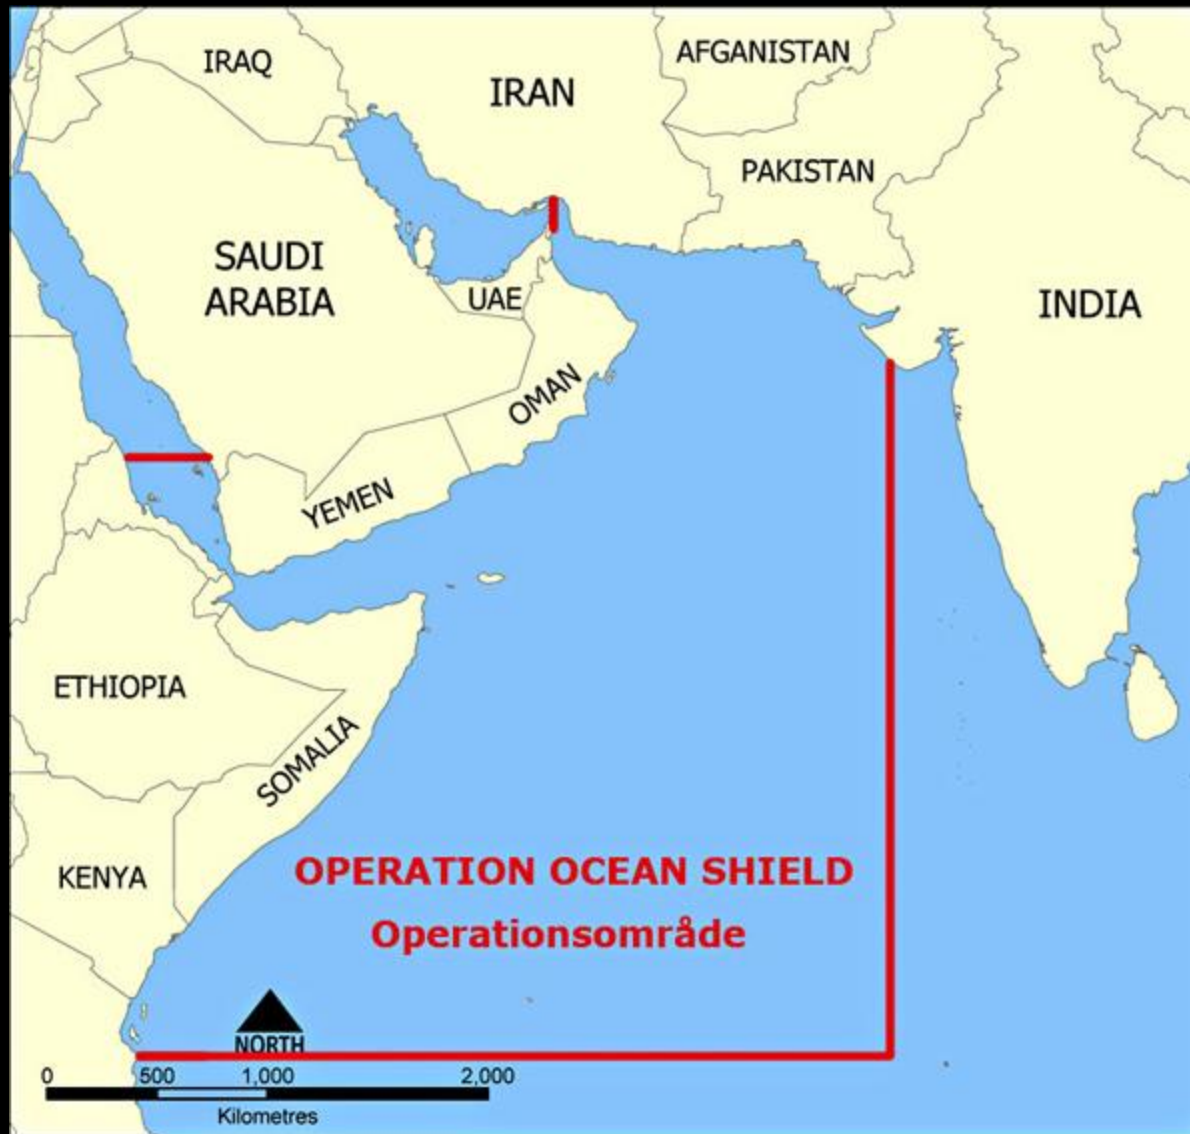 IRAQ
IRAN
AFGANISTAN
PAKISTAN
SAUDI
ARABIA
UAE
INDIA
OMAN
YEMEN
ETHIOPIA
SOMALIA
KENYA
OPERATION OCEAN SHIELD
Operationsområde
NORTH
0 500 1,000 2,000
Kilometres